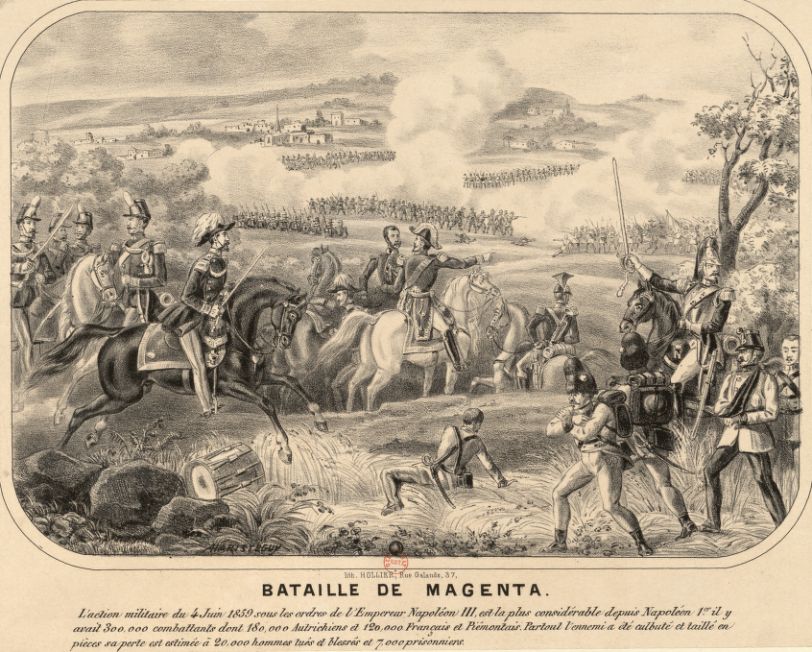 Lith. HOLLIER, Rue Galande, 37,
BATAILLE DE MAGENTA.
L'action militaire du 4 Juin 1859 sous les ordres de l'Empereur Napoléon III, est la plus considérable depuis Napoléon 1er il y
avait 300,000 combattants dont 180,000 Autrichiens et 120,000 Français et Piémontais. Partout l'ennemi a été culbuté et taillé en
pièces sa perte est estimée à 20,000 hommes tués et blessés et 7,000 prisonniers.